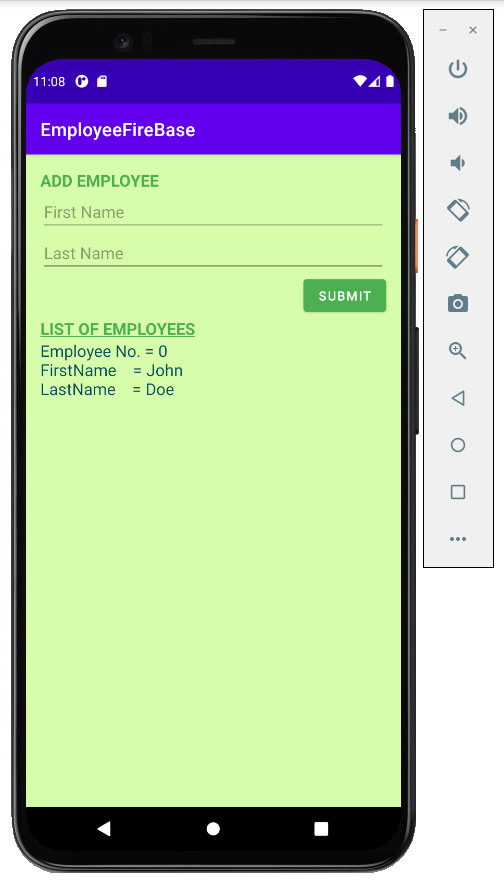 11:08
EmployeeFireBase
ADD EMPLOYEE
First Name
Last Name
SUBMIT
LIST OF EMPLOYEES
Employee No. = 0
FirstName = John
LastName = Doe